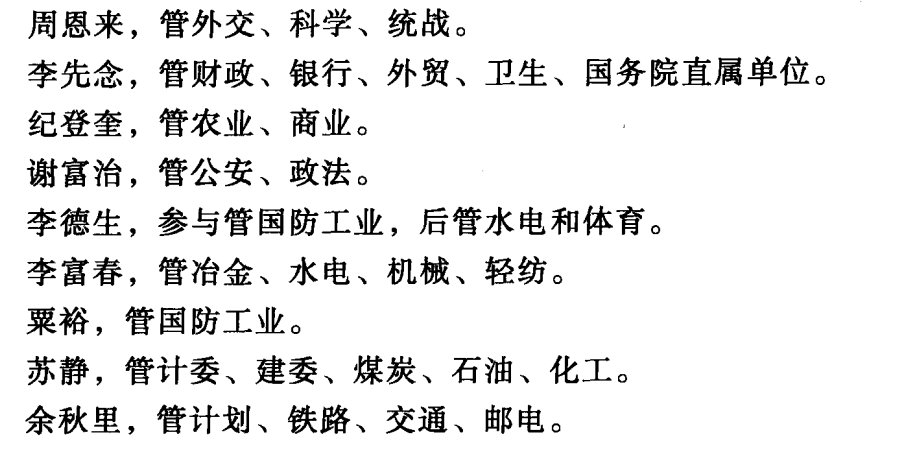 周恩来，管外交、科学、统战。
李先念，管财政、银行、外贸、卫生、国务院直属单位。
纪登奎，管农业、商业。
谢富治，管公安、政法。
李德生，参与管国防工业，后管水电和体育。
李富春，管冶金、水电、机械、轻纺。
粟裕，管国防工业。
苏静，管计委、建委、煤炭、石油、化工。
余秋里，管计划、铁路、交通、邮电。